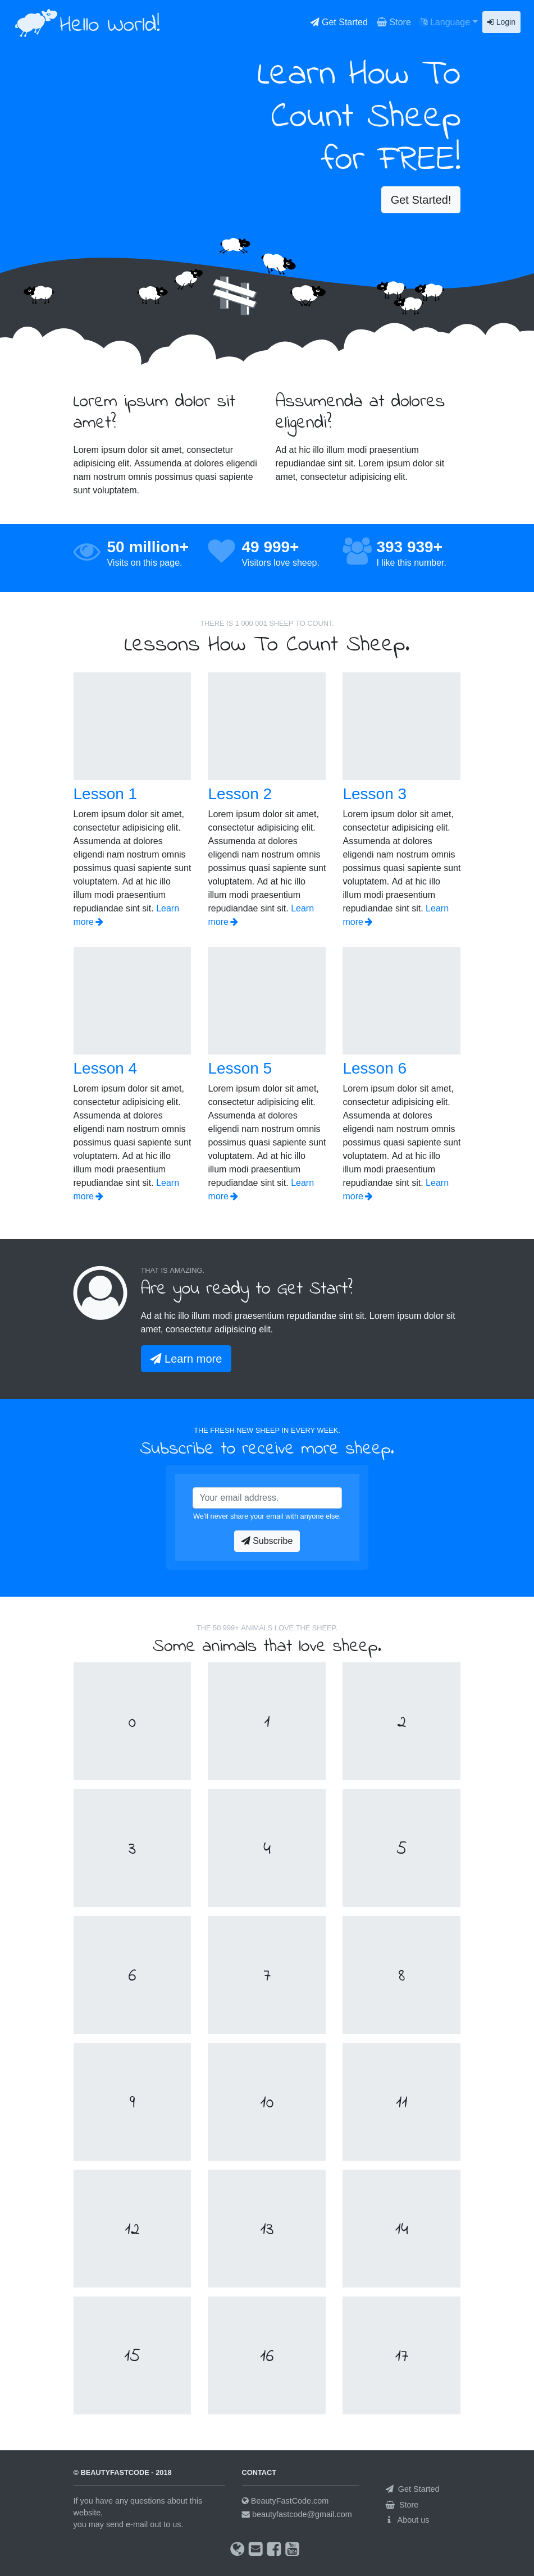 Hello World!
Get Started
Store
Language
Login
Learn How To
Count Sheep
for FREE!
Get Started!
Lorem ipsum dolor sit
amet?
Lorem ipsum dolor sit amet, consectetur
adipisicing elit. Assumenda at dolores eligendi
nam nostrum omnis possimus quasi sapiente
sunt voluptatem.
Assumenda at dolores
eligendi?
Ad at hic illo illum modi praesentium
repudiandae sint sit. Lorem ipsum dolor sit
amet, consectetur adipisicing elit.
50 million+
Visits on this page.
49 999+
Visitors love sheep.
393 939+
I like this number.
THERE IS 1 000 001 SHEEP TO COUNT.
Lessons How To Count Sheep.
Lesson 1
Lorem ipsum dolor sit amet,
consectetur adipisicing elit.
Assumenda at dolores
eligendi nam nostrum omnis
possimus quasi sapiente sunt
voluptatem. Ad at hic illo
illum modi praesentium
repudiandae sint sit. Learn
more
Lesson 2
Lorem ipsum dolor sit amet,
consectetur adipisicing elit.
Assumenda at dolores
eligendi nam nostrum omnis
possimus quasi sapiente sunt
voluptatem. Ad at hic illo
illum modi praesentium
repudiandae sint sit. Learn
more
Lesson 3
Lorem ipsum dolor sit amet,
consectetur adipisicing elit.
Assumenda at dolores
eligendi nam nostrum omnis
possimus quasi sapiente sunt
voluptatem. Ad at hic illo
illum modi praesentium
repudiandae sint sit. Learn
more
Lesson 4
Lorem ipsum dolor sit amet,
consectetur adipisicing elit.
Assumenda at dolores
eligendi nam nostrum omnis
possimus quasi sapiente sunt
voluptatem. Ad at hic illo
illum modi praesentium
repudiandae sint sit. Learn
more
Lesson 5
Lorem ipsum dolor sit amet,
consectetur adipisicing elit.
Assumenda at dolores
eligendi nam nostrum omnis
possimus quasi sapiente sunt
voluptatem. Ad at hic illo
illum modi praesentium
repudiandae sint sit. Learn
more
Lesson 6
Lorem ipsum dolor sit amet,
consectetur adipisicing elit.
Assumenda at dolores
eligendi nam nostrum omnis
possimus quasi sapiente sunt
voluptatem. Ad at hic illo
illum modi praesentium
repudiandae sint sit. Learn
more
THAT IS AMAZING.
Are you ready to Get Start?
Ad at hic illo illum modi praesentium repudiandae sint sit. Lorem ipsum dolor sit
amet, consectetur adipisicing elit.
Learn more
THE FRESH NEW SHEEP IN EVERY WEEK.
Subscribe to receive more sheep.
Your email address.
We'll never share your email with anyone else.
Subscribe
THE 50 999+ ANIMALS LOVE THE SHEEP.
Some animals that love sheep.
0
1
2
3
4
5
6
7
8
9
10
11
12
13
14
15
16
17
© BEAUTYFASTCODE - 2018
If you have any questions about this
website,
you may send e-mail out to us.
CONTACT
BeautyFastCode.com
beautyfastcode@gmail.com
Get Started
Store
About us
You
Tube